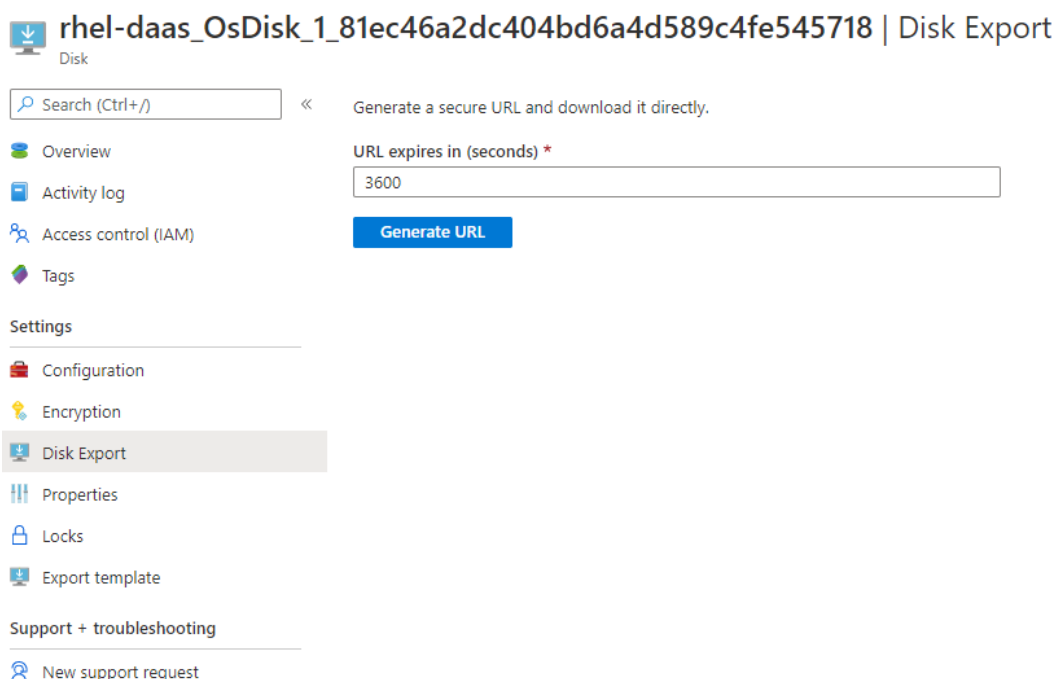 rhel-daas_OsDisk_1_81ec46a2dc404bd6a4d589c4fe545718 | Disk Export
Disk
Search (Ctrl+/)
«
Overview
Activity log
Access control (IAM)
Tags
Settings
Configuration
Encryption
Disk Export
Properties
Locks
Export template
Support + troubleshooting
New support request
Generate a secure URL and download it directly.
URL expires in (seconds) *
3600
Generate URL